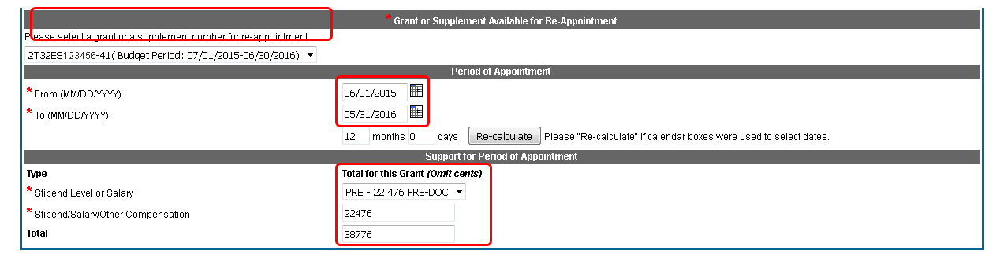 * Grant or Supplement Available for Re-Appointment
Please select a grant or a supplement number for re-appointment
2T32ES123456-41( Budget Period: 07/01/2015-06/30/2016)
Period of Appointment
* From (MM/DD/YYYY) 06/01/2015
* To (MM/DD/YYYY) 05/31/2016
12 months 0 days Re-calculate Please "Re-calculate" if calendar boxes were used to select dates.
Support for Period of Appointment
Type Total for this Grant (Omit cents)
* Stipend Level or Salary PRE - 22,476 PRE-DOC
* Stipend/Salary/Other Compensation 22476
Total 38776